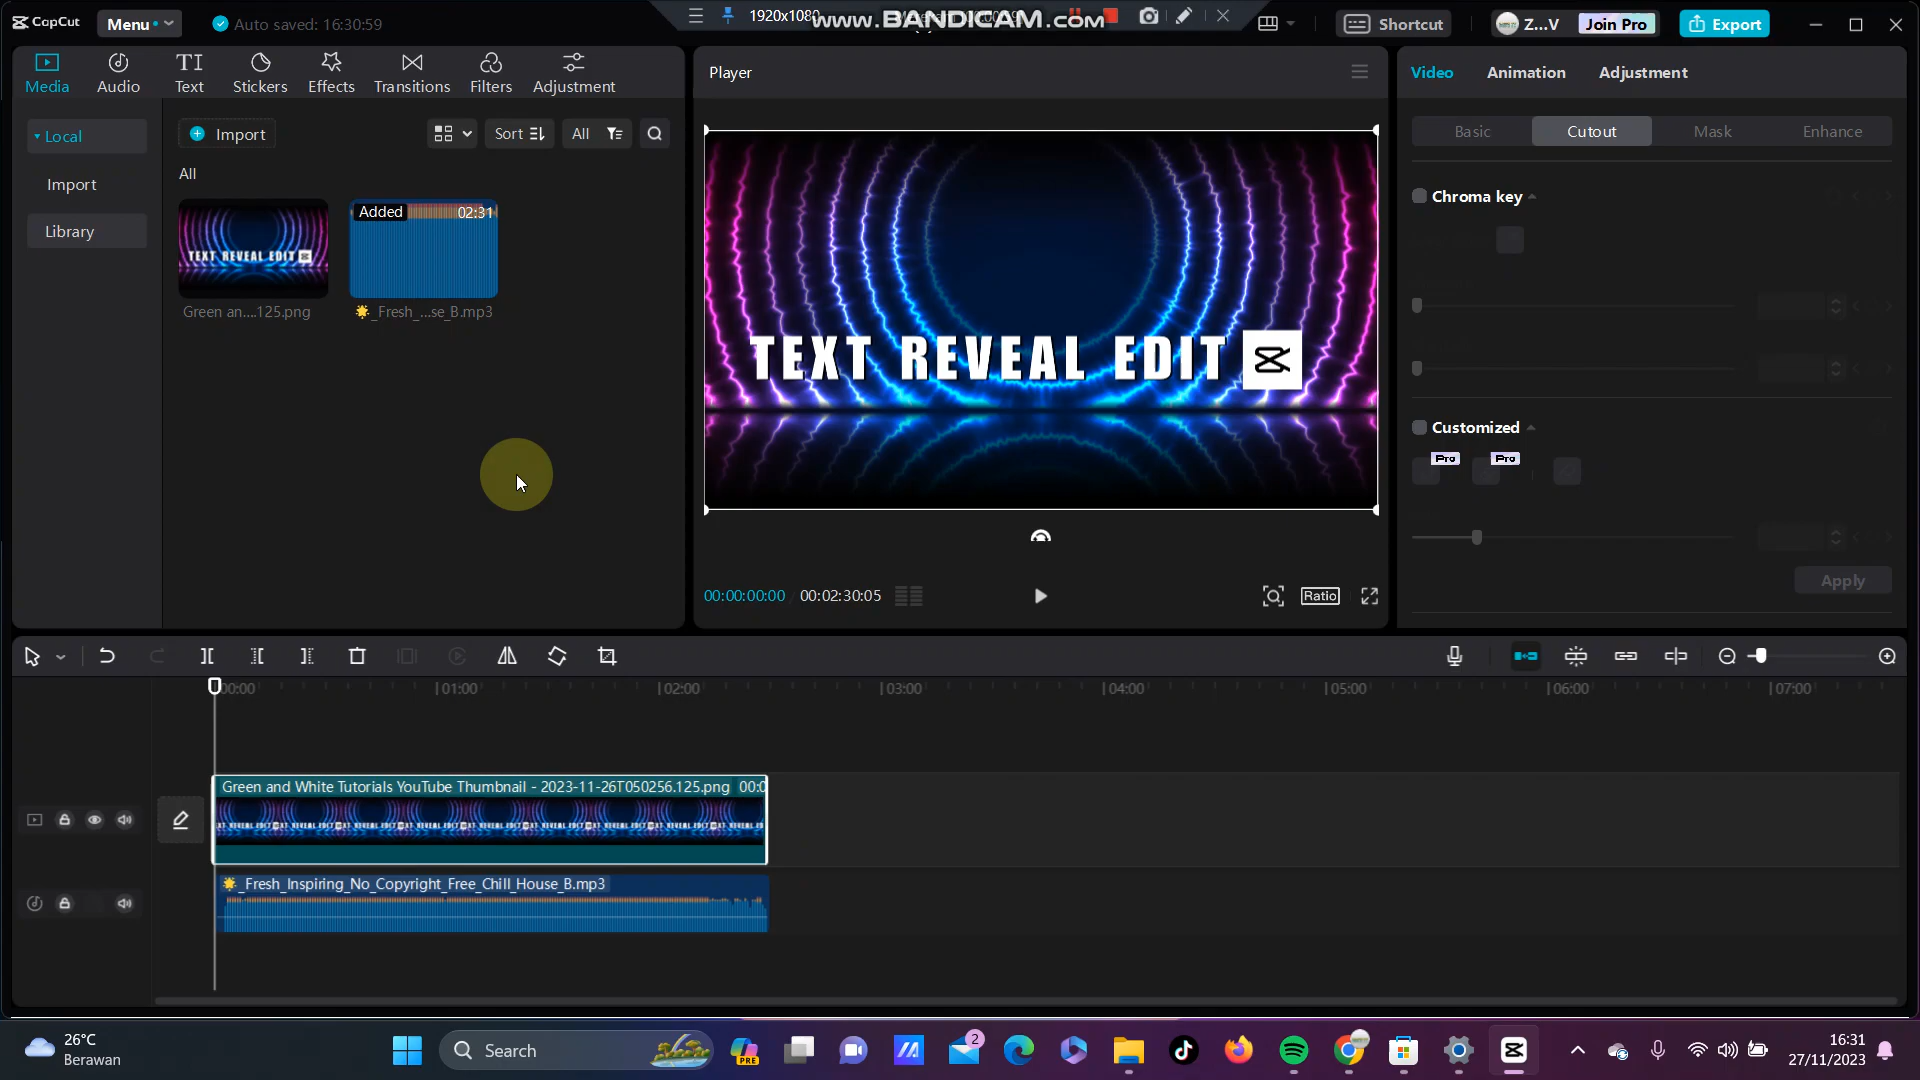 CapCut
Menu
Auto saved: 16:30:59
1920x1080
www.BANDICAM.com
Shortcut
Z...V
Join Pro
Export
Media
Audio
Text
Stickers
Effects
Transitions
Filters
Adjustment
Player
Video
Animation
Adjustment
Local
Import
Library
Import
Sort
All
All
Added
02:31
TEXT REVEAL EDIT
Green an....125.png
_Fresh_...se_B.mp3
TEXT REVEAL EDIT
00:00:00:00
00:02:30:05
Ratio
Basic
Cutout
Mask
Enhance
Chroma key
Customized
Pro
Pro
Apply
00:00
01:00
02:00
03:00
04:00
05:00
06:00
07:00
Green and White Tutorials YouTube Thumbnail - 2023-11-26T050256.125.png
00:0
_Fresh_Inspiring_No_Copyright_Free_Chill_House_B.mp3
26°C
Berawan
Search
PRE
2
16:31
27/11/2023